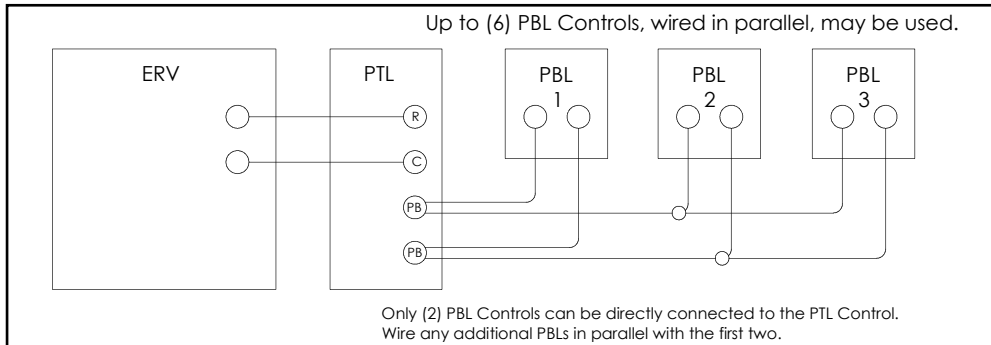 Up to (6) PBL Controls, wired in parallel, may be used.
ERV
PTL
PBL
1
PBL
2
PBL
3
R
C
PB
PB
Only (2) PBL Controls can be directly connected to the PTL Control.
Wire any additional PBLs in parallel with the first two.